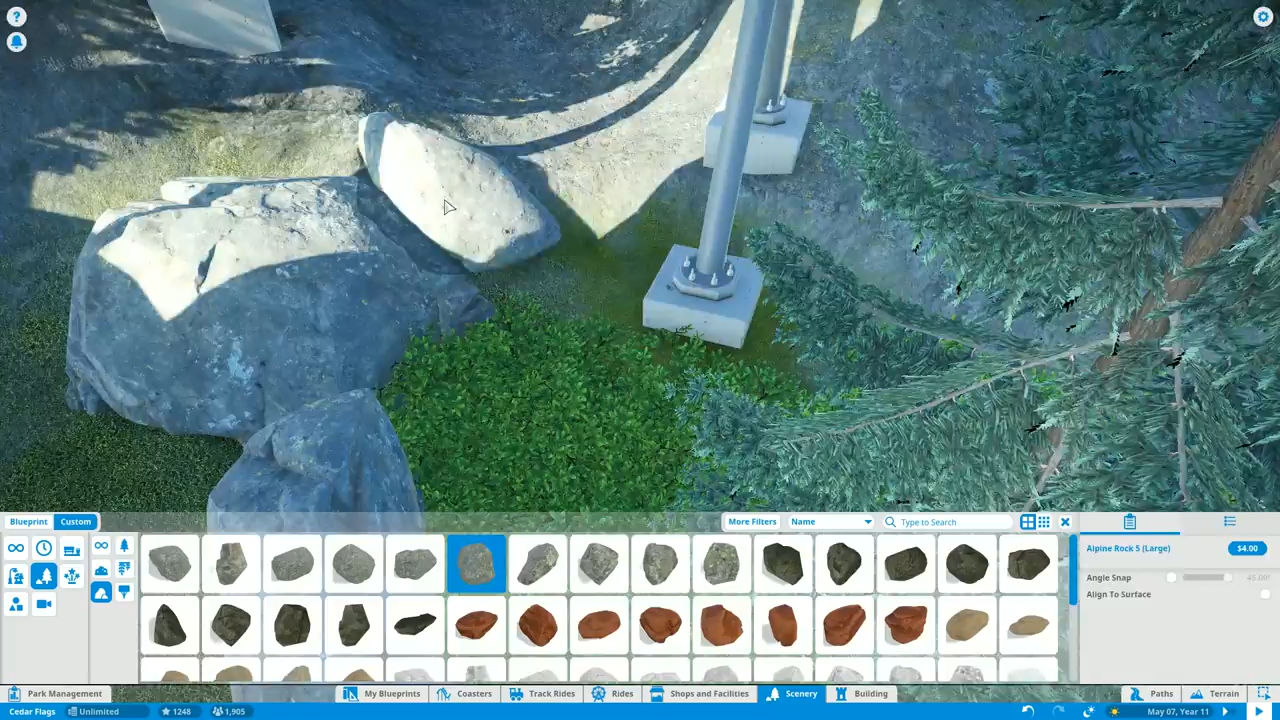 ?
Blueprint Custom More Filters Name Type to Search
Alpine Rock 5 (Large) $4.00
Angle Snap 45.00°
Align To Surface
Park Management My Blueprints Coasters Track Rides Rides Shops and Facilities Scenery Building Paths Terrain
Cedar Flags Unlimited 1248 1,905 May 07, Year 11